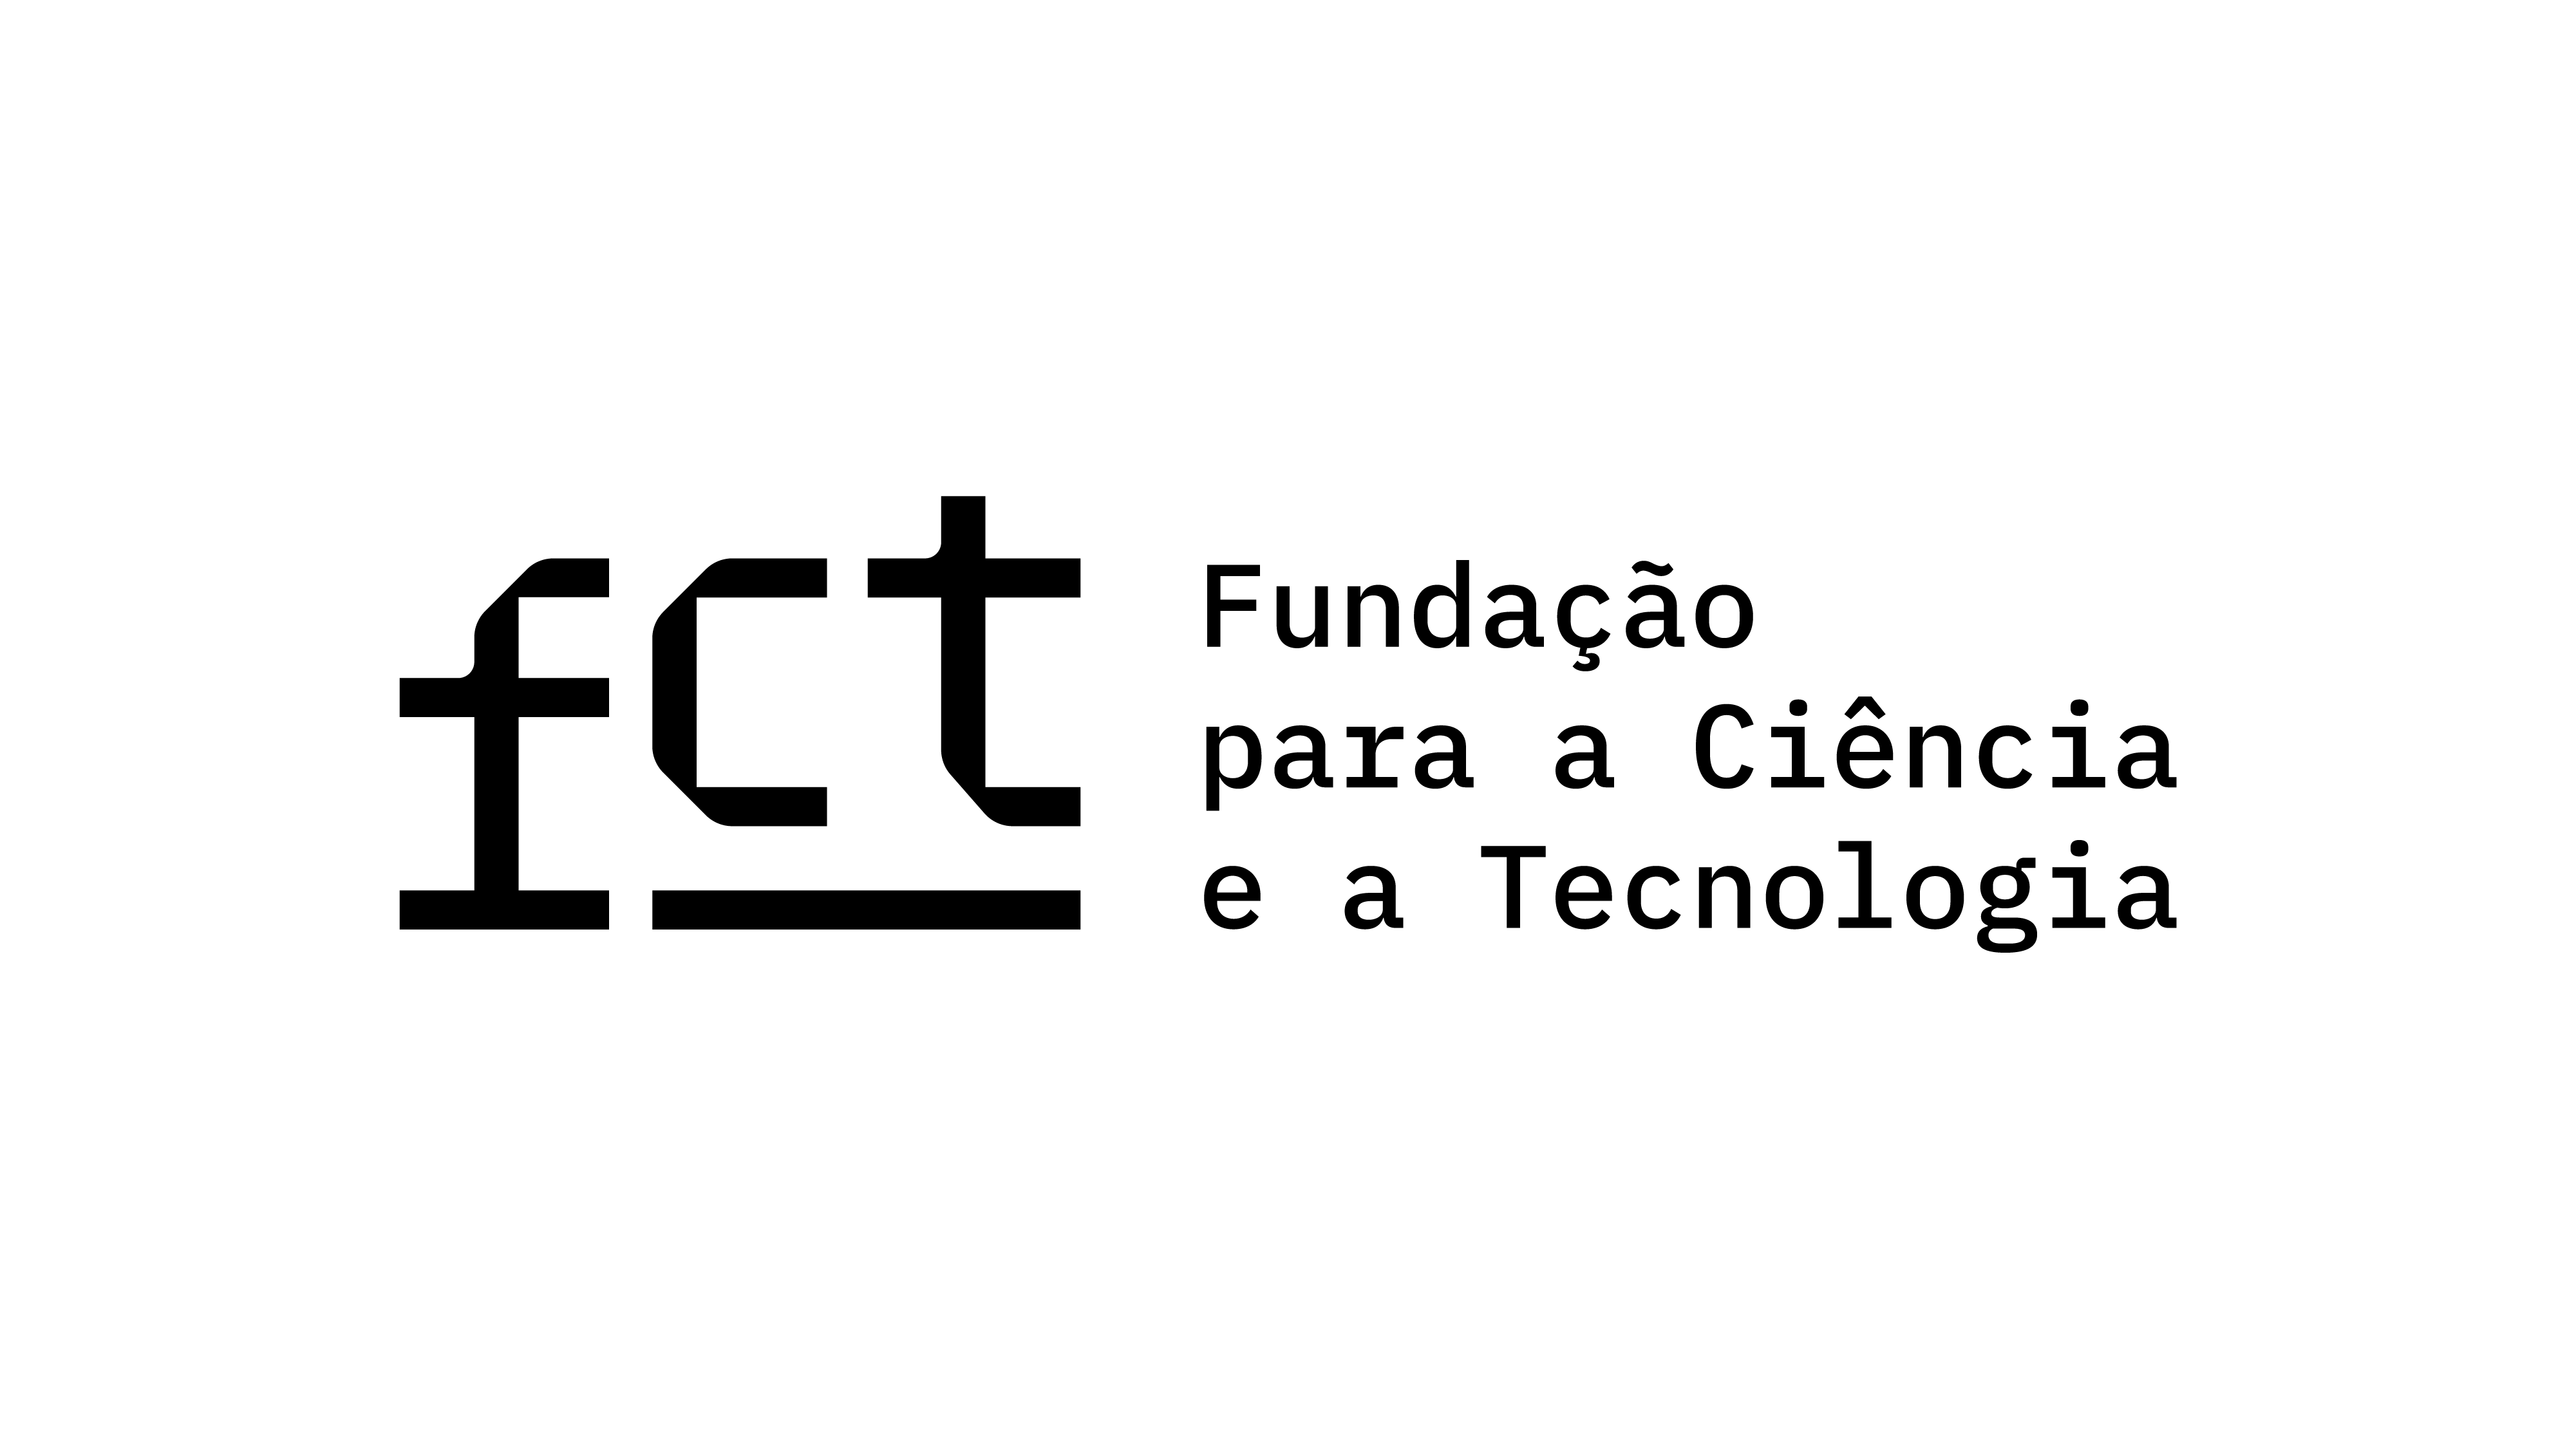 fct
Fundação
para a Ciência
e a Tecnologia